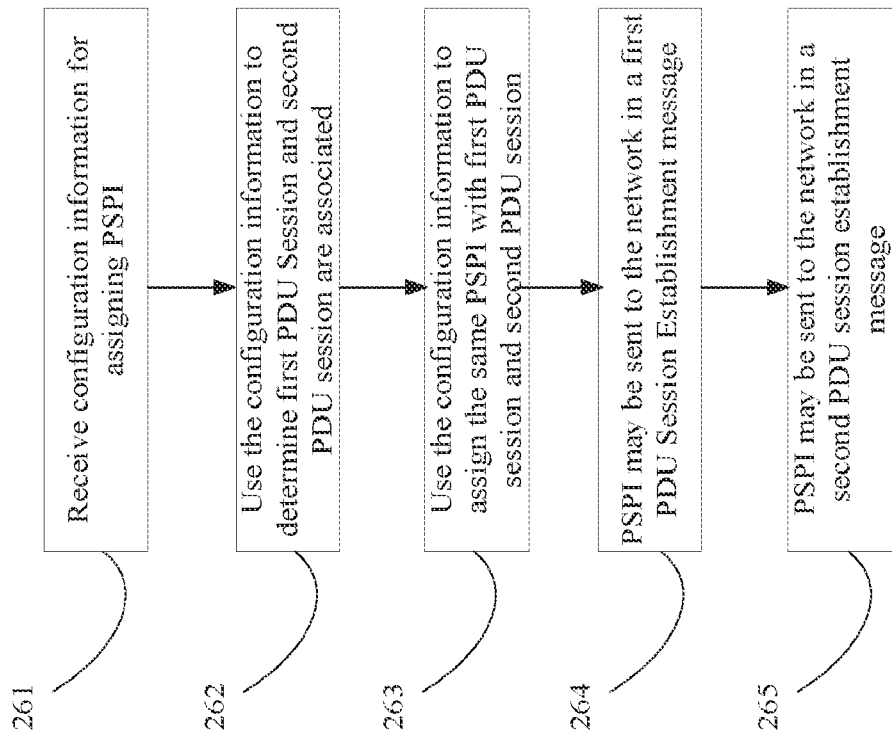 261
Receive configuration information for
assigning PSPI
262
Use the configuration information to
determine first PDU Session and second
PDU session are associated
263
Use the configuration information to
assign the same PSPI with first PDU
session and second PDU session
264
PSPI may be sent to the network in a first
PDU Session Establishment message
265
PSPI may be sent to the network in a
second PDU session establishment
message